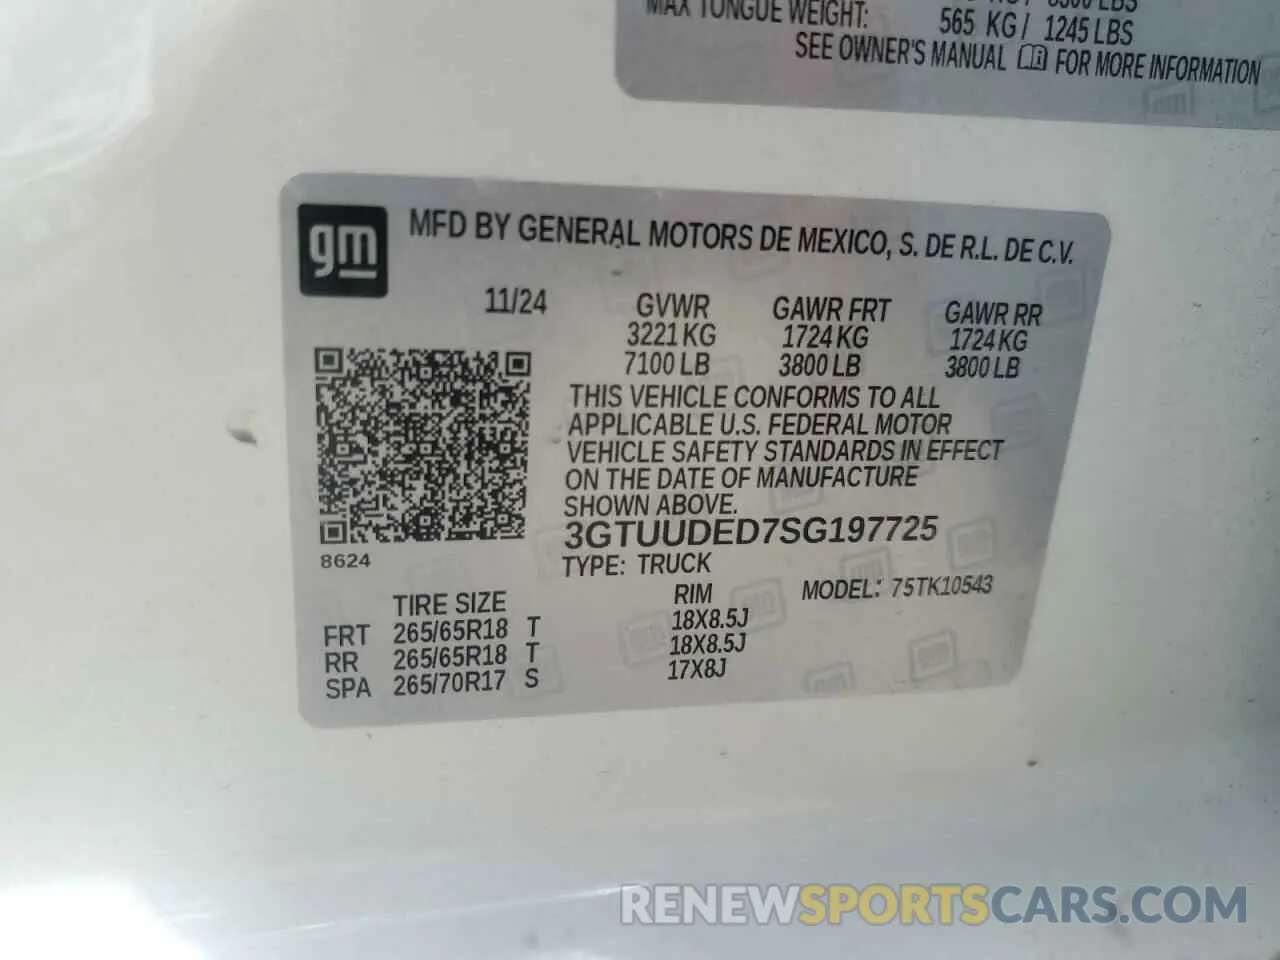 565 KG / 1245 LBS
MAX TONGUE WEIGHT:
SEE OWNER'S MANUAL FOR MORE INFORMATION
gm
MFD BY GENERAL MOTORS DE MEXICO, S. DE R.L. DE C.V.
11/24 GVWR GAWR FRT GAWR RR
3221 KG 1724 KG 1724 KG
7100 LB 3800 LB 3800 LB
THIS VEHICLE CONFORMS TO ALL
APPLICABLE U.S. FEDERAL MOTOR
VEHICLE SAFETY STANDARDS IN EFFECT
ON THE DATE OF MANUFACTURE
SHOWN ABOVE.
3GTUUDED7SG197725
8624
TYPE: TRUCK
MODEL: 75TK10543
TIRE SIZE RIM
FRT 265/65R18 T 18X8.5J
RR 265/65R18 T 18X8.5J
SPA 265/70R17 S 17X8J
RENEWSPORTSCARS.COM